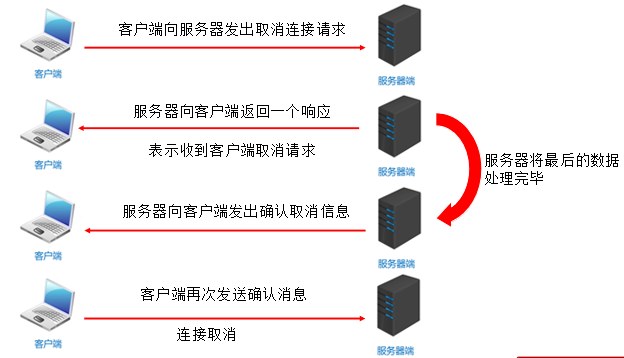 客户端向服务器发出取消连接请求
客户端
服务器端
服务器向客户端返回一个响应
表示收到客户端取消请求
客户端
服务器端
服务器将最后的数据
处理完毕
服务器向客户端发出确认取消信息
客户端
服务器端
客户端再次发送确认消息
连接取消
客户端
服务器端